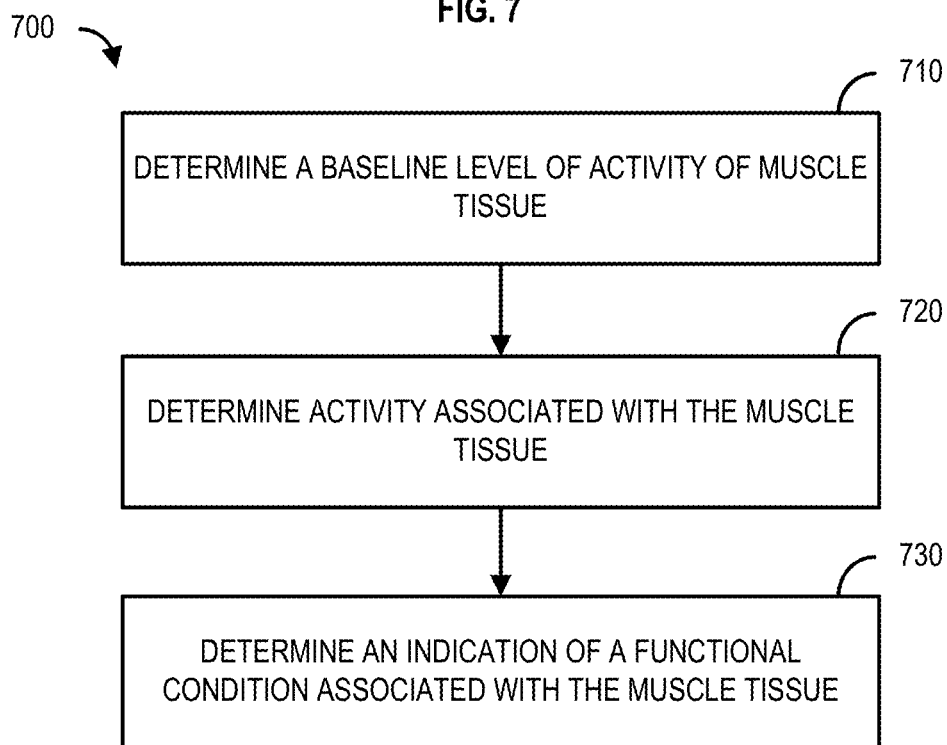 FIG. 7
700
710
DETERMINE A BASELINE LEVEL OF ACTIVITY OF MUSCLE
TISSUE
720
DETERMINE ACTIVITY ASSOCIATED WITH THE MUSCLE
TISSUE
730
DETERMINE AN INDICATION OF A FUNCTIONAL
CONDITION ASSOCIATED WITH THE MUSCLE TISSUE